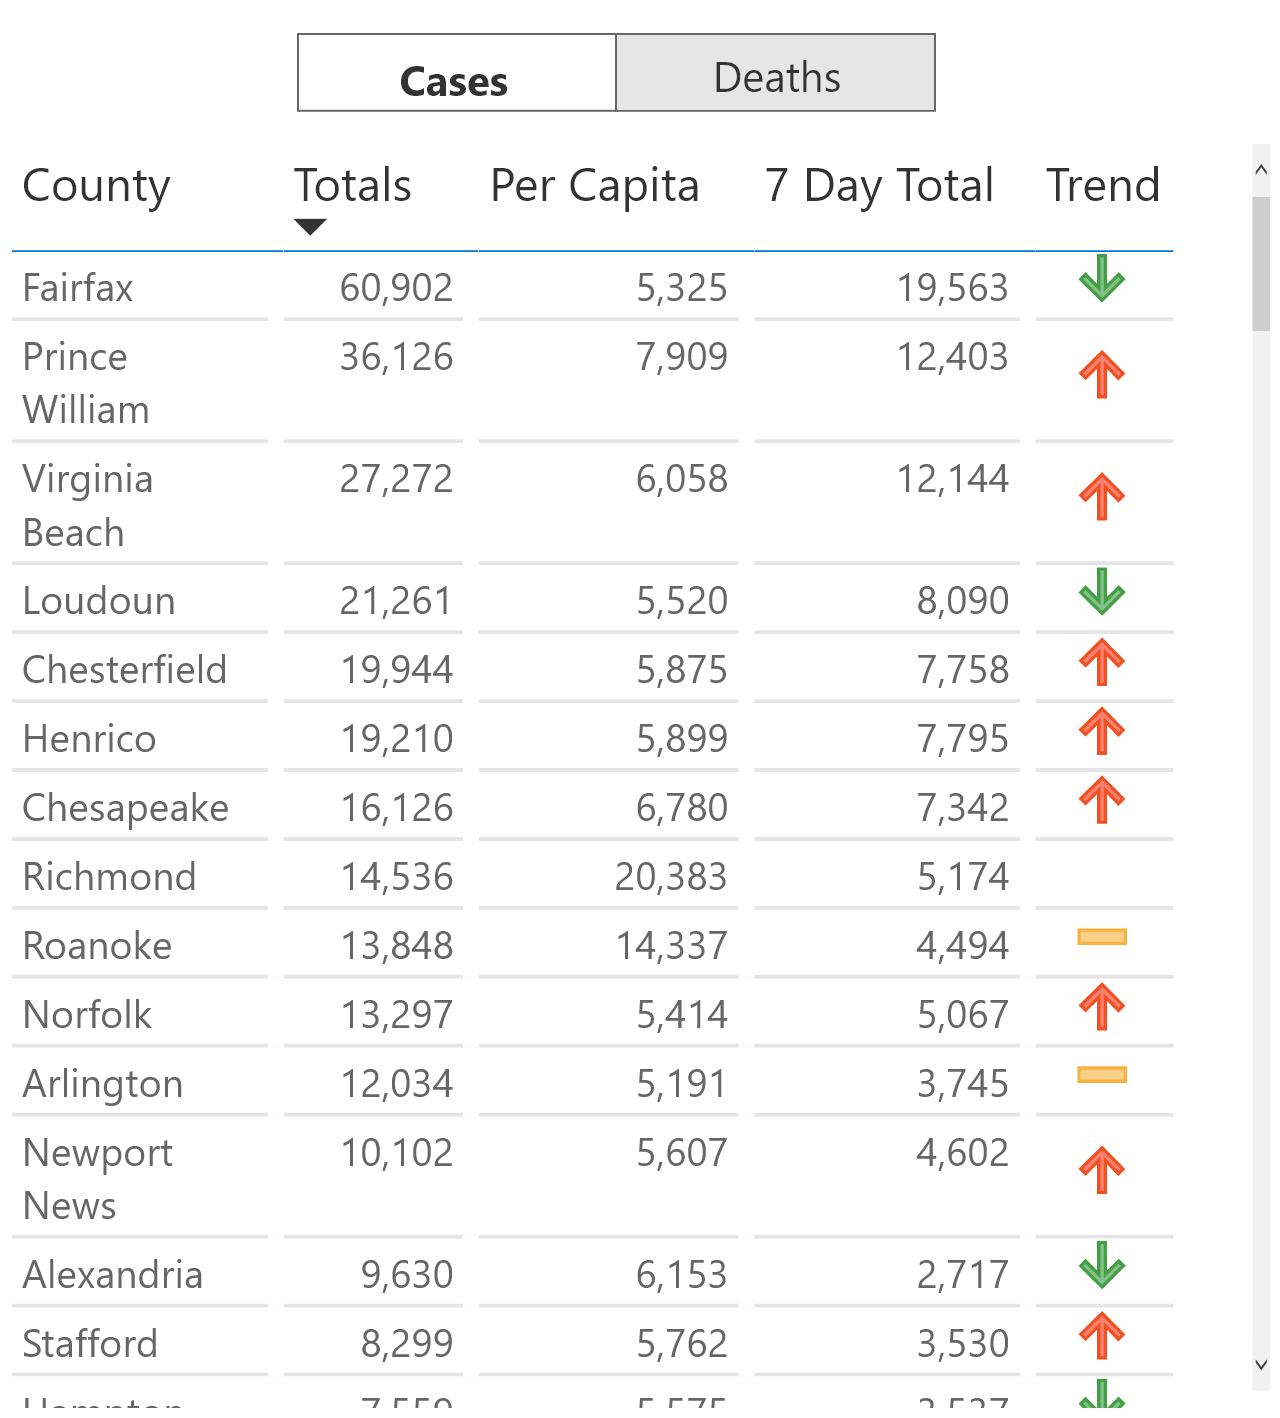 Cases Deaths
County Totals Per Capita 7 Day Total Trend
Fairfax 60,902 5,325 19,563
Prince 36,126 7,909 12,403
William
Virginia 27,272 6,058 12,144
Beach
Loudoun 21,261 5,520 8,090
Chesterfield 19,944 5,875 7,758
Henrico 19,210 5,899 7,795
Chesapeake 16,126 6,780 7,342
Richmond 14,536 20,383 5,174
Roanoke 13,848 14,337 4,494
Norfolk 13,297 5,414 5,067
Arlington 12,034 5,191 3,745
Newport 10,102 5,607 4,602
News
Alexandria 9,630 6,153 2,717
Stafford 8,299 5,762 3,530